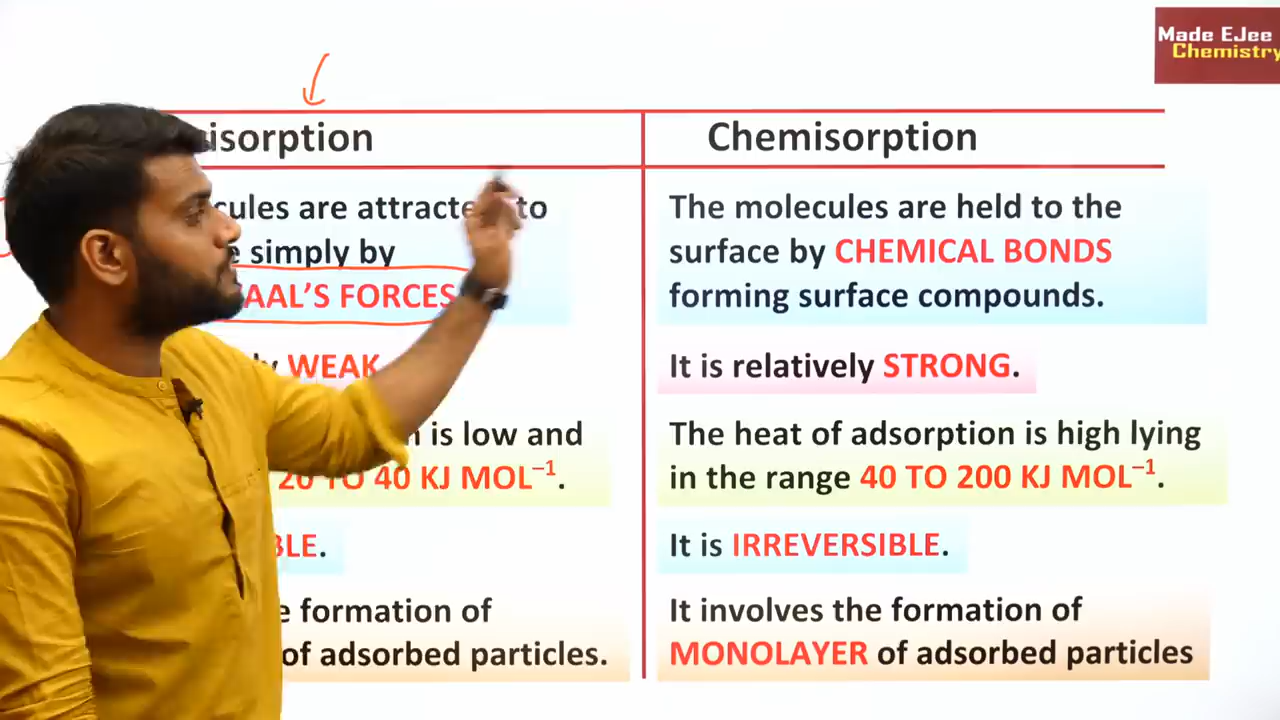 Made EJee
Chemistry
isorption
Chemisorption
cules are attracte to
simply by
AAL'S FORCES
WEAK
is low and
20 TO 40 KJ MOL⁻¹.
BLE.
formation of
of adsorbed particles.
The molecules are held to the
surface by CHEMICAL BONDS
forming surface compounds.
It is relatively STRONG.
The heat of adsorption is high lying
in the range 40 TO 200 KJ MOL⁻¹.
It is IRREVERSIBLE.
It involves the formation of
MONOLAYER of adsorbed particles